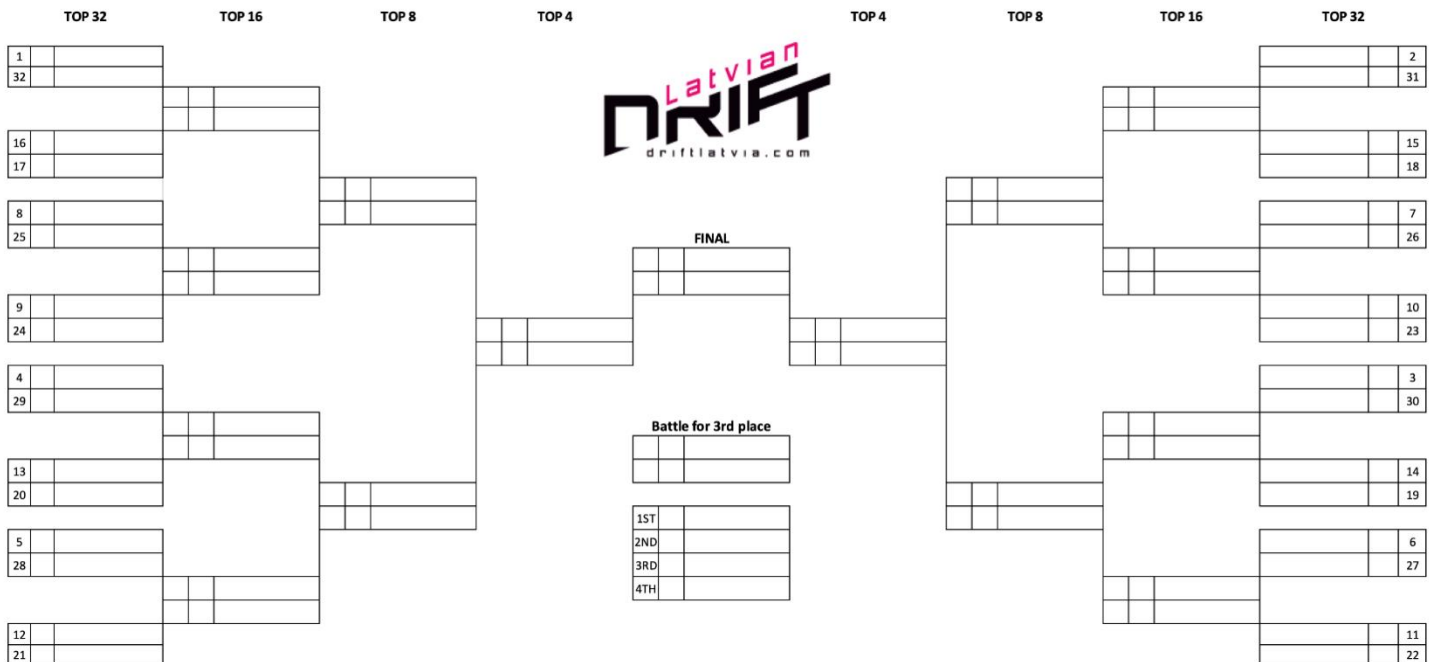 TOP 32 TOP 16 TOP 8 TOP 4 TOP 4 TOP 8 TOP 16 TOP 32
Latvian
DRIFT
driftlatvia.com
1 2
32 31
16 15
17 18
8 7
25 26
FINAL
9 10
24 23
4 3
29 30
Battle for 3rd place
13 14
20 19
1ST
5 2ND 6
28 3RD 27
4TH
12 11
21 22